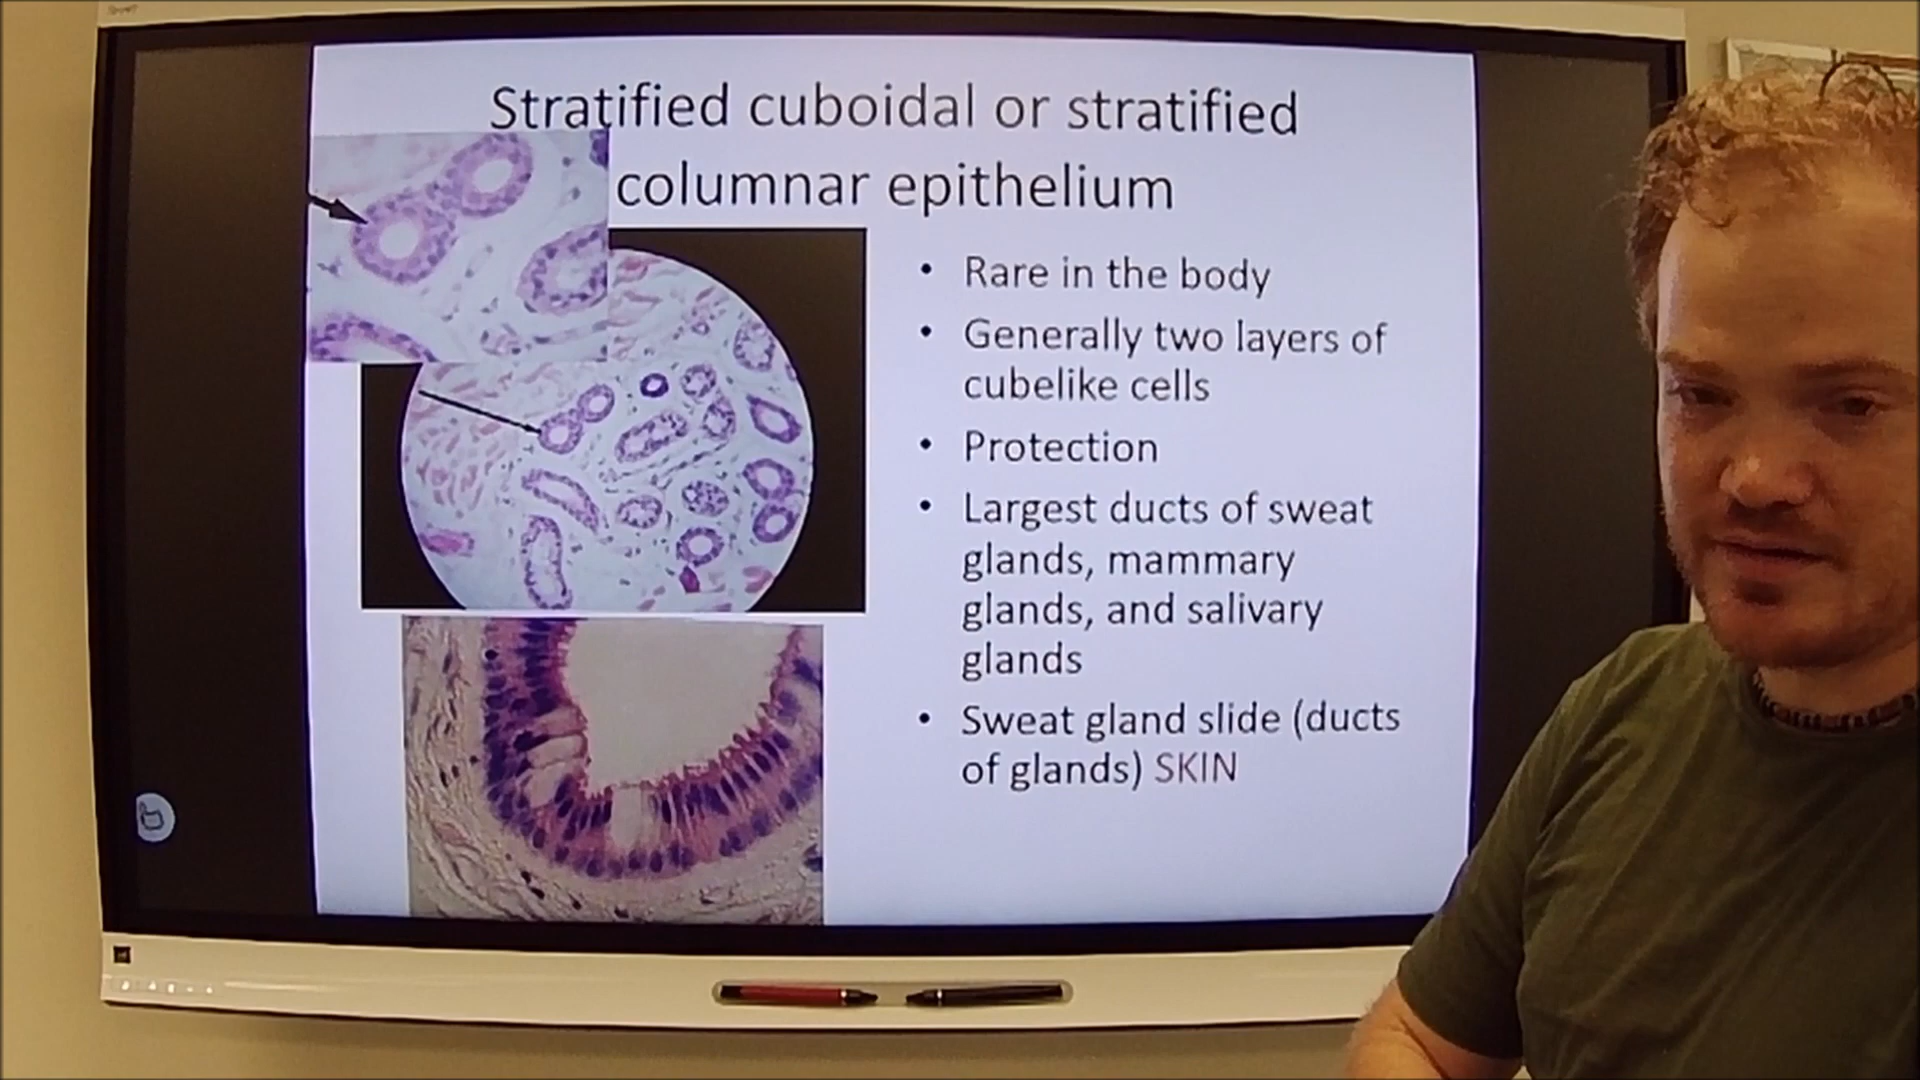 Stratified cuboidal or stratified
columnar epithelium
• Rare in the body
• Generally two layers of
cubelike cells
• Protection
• Largest ducts of sweat
glands, mammary
glands, and salivary
glands
• Sweat gland slide (ducts
of glands) SKIN